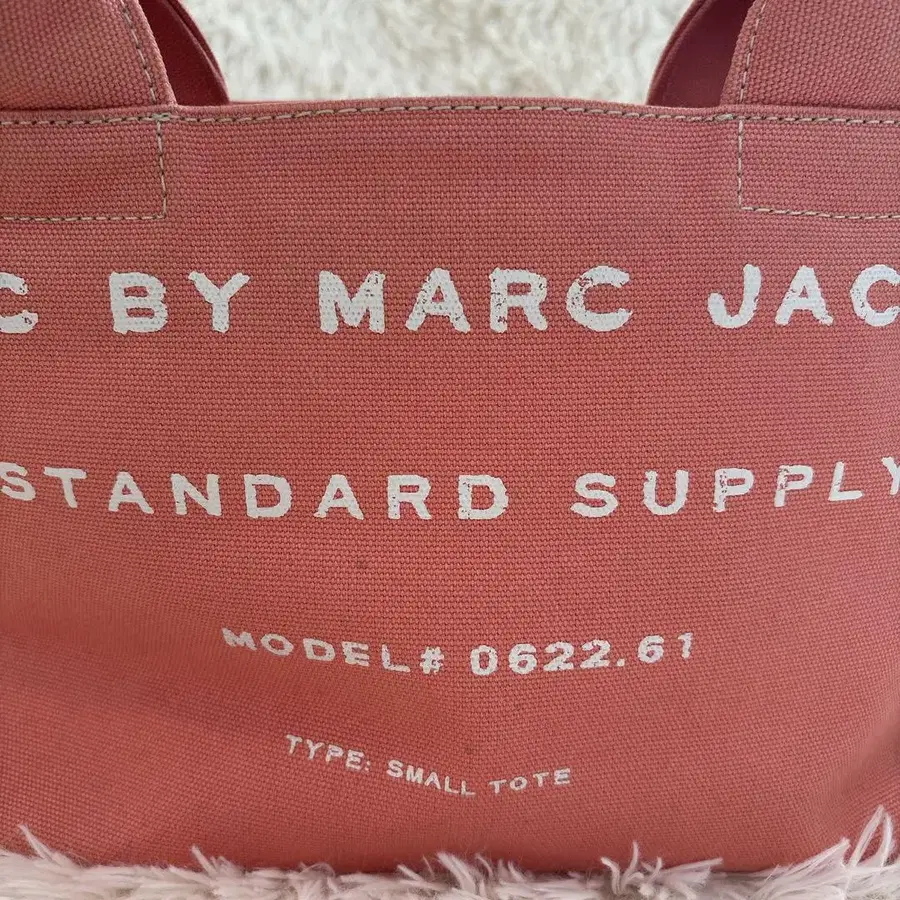 C BY MARC JAC
STANDARD SUPPLY
MODEL# 0622.61
TYPE: SMALL TOTE